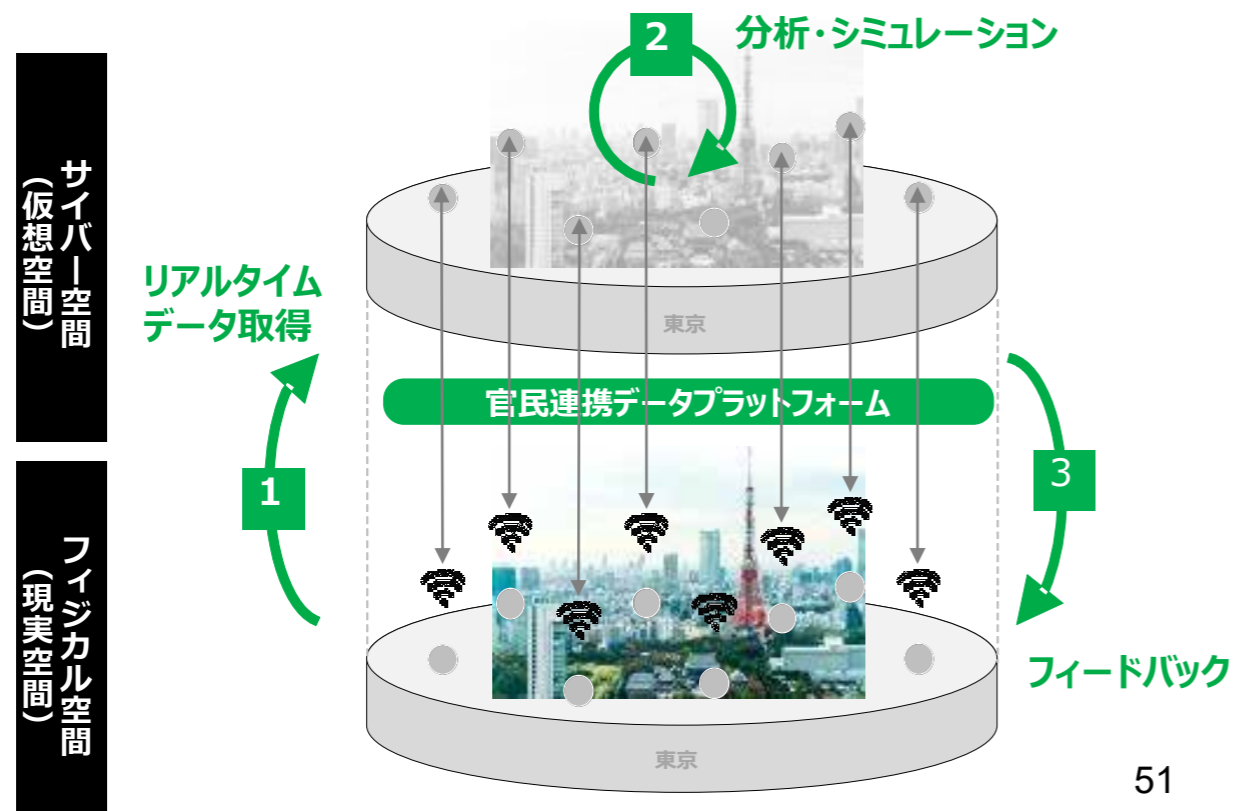 2
分析・シミュレーション
サイバー空間
（仮想空間）
リアルタイム
データ取得
東京
官民連携データプラットフォーム
1
3
フィジカル空間
（現実空間）
フィードバック
東京
51